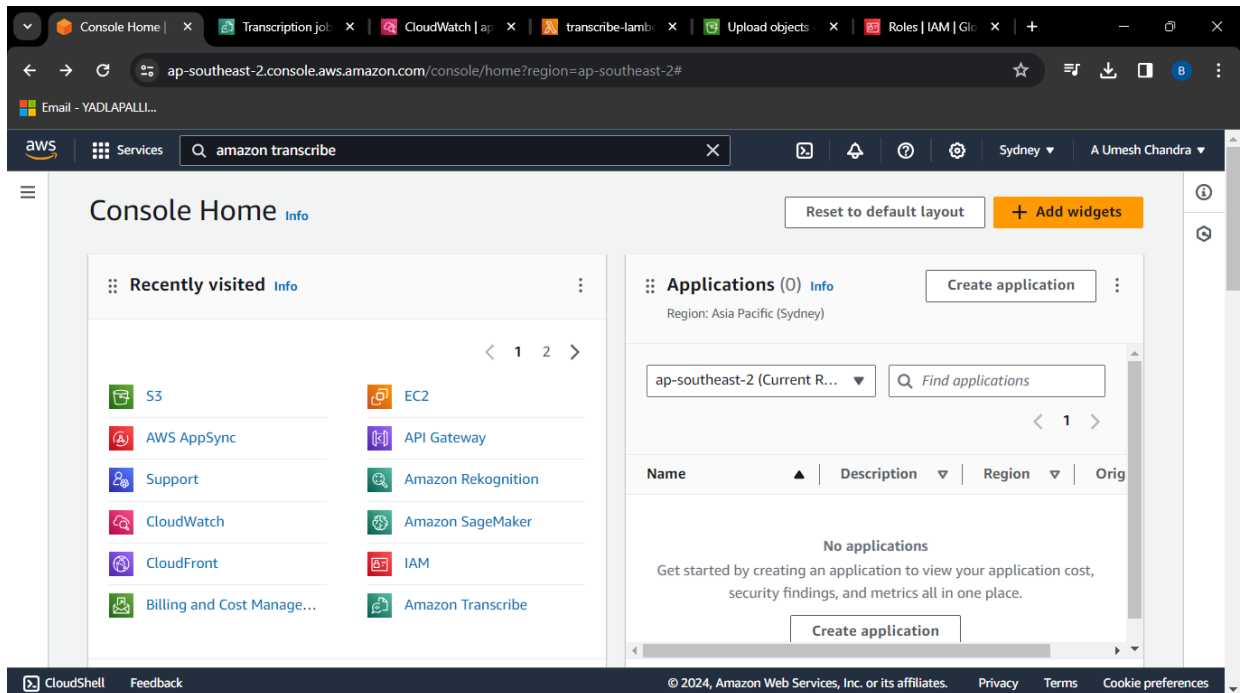 Console Home |
Transcription job
CloudWatch | ap
transcribe-lambd
Upload objects -
Roles | IAM | Glo
ap-southeast-2.console.aws.amazon.com/console/home?region=ap-southeast-2#
B
Email - YADLAPALLI...
aws
Services
amazon transcribe
Sydney
A Umesh Chandra
Console Home Info
Reset to default layout
Add widgets
Recently visited Info
1 2
S3
EC2
AWS AppSync
API Gateway
Support
Amazon Rekognition
CloudWatch
Amazon SageMaker
CloudFront
IAM
Billing and Cost Manage...
Amazon Transcribe
Applications (0) Info
Create application
Region: Asia Pacific (Sydney)
ap-southeast-2 (Current R...
Find applications
1
Name Description Region Orig
No applications
Get started by creating an application to view your application cost,
security findings, and metrics all in one place.
Create application
CloudShell Feedback © 2024, Amazon Web Services, Inc. or its affiliates. Privacy Terms Cookie preferences